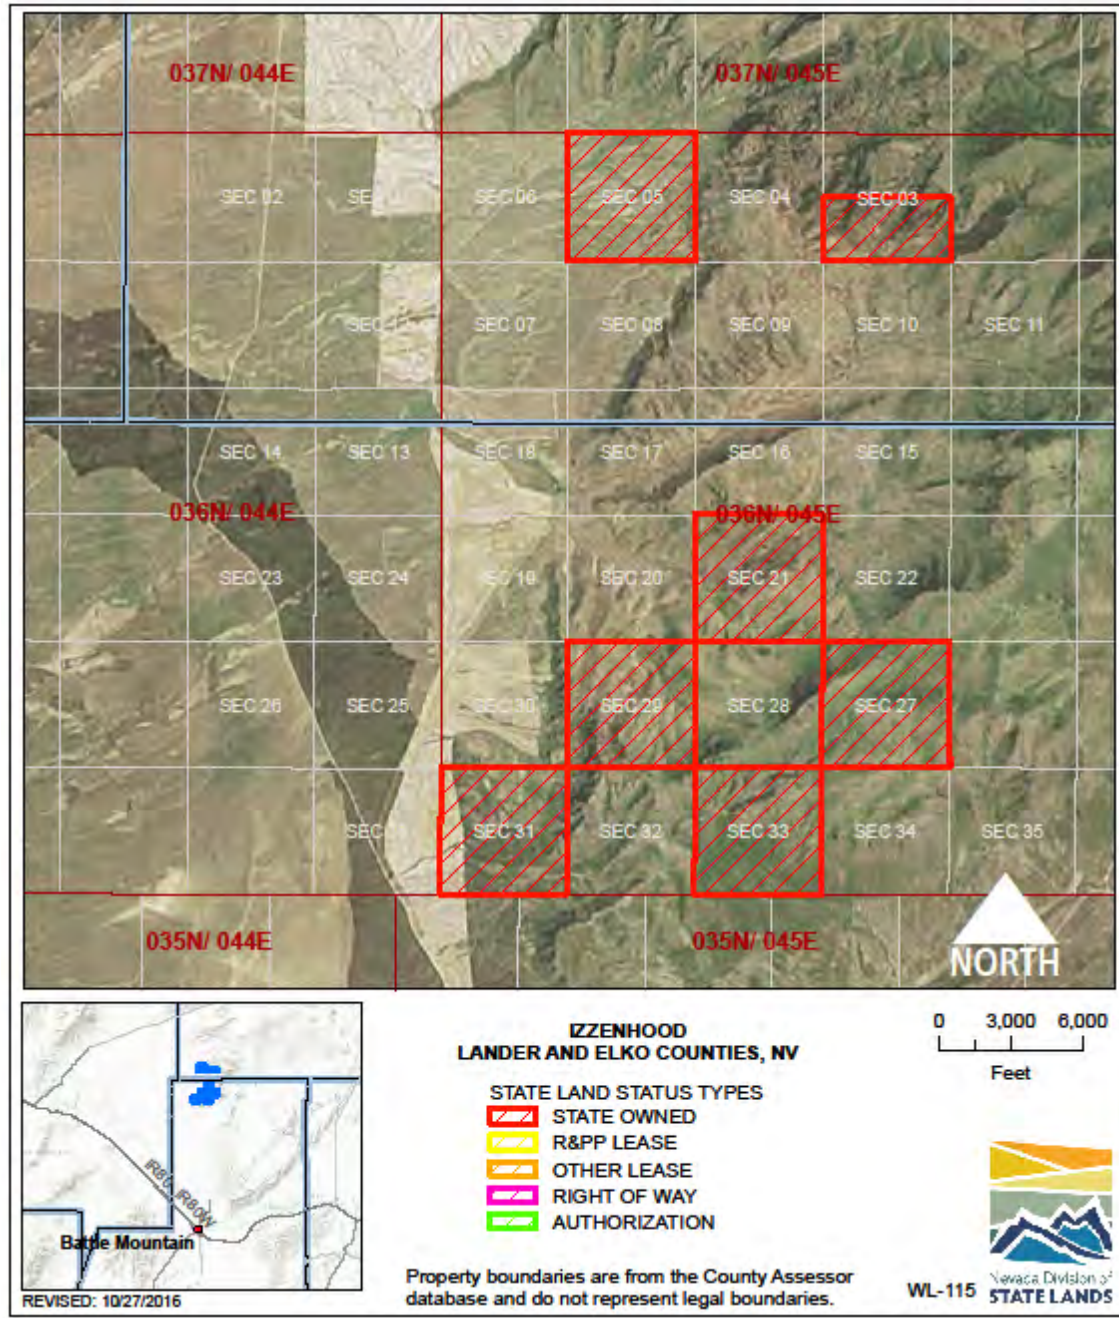 037N/ 044E 037N/ 045E
SEC 02 SEC 06 SEC 05 SEC 04 SEC 03
SEC 12 SEC 07 SEC 08 SEC 09 SEC 10 SEC 11
SEC 14 SEC 13 SEC 18 SEC 17 SEC 16 SEC 15
036N/ 044E 036N/ 045E
SEC 23 SEC 24 SEC 19 SEC 20 SEC 21 SEC 22
SEC 26 SEC 25 SEC 30 SEC 29 SEC 28 SEC 27
SEC SEC 31 SEC 32 SEC 33 SEC 34 SEC 35
035N/ 044E 035N/ 045E
NORTH
IR80 IR80W
Battle Mountain
REVISED: 10/27/2016
IZZENHOOD
LANDER AND ELKO COUNTIES, NV
STATE LAND STATUS TYPES
STATE OWNED
R&PP LEASE
OTHER LEASE
RIGHT OF WAY
AUTHORIZATION
Property boundaries are from the County Assessor
database and do not represent legal boundaries.
0 3,000 6,000
Feet
WL-115
Nevada Division of
STATE LANDS